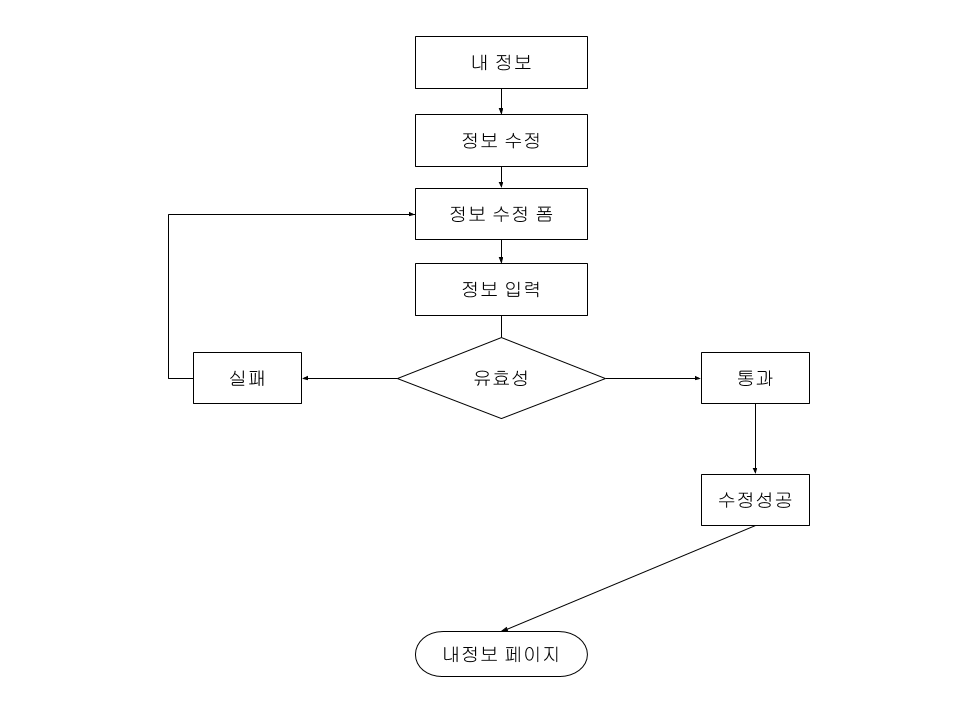 내 정보
정보 수정
정보 수정 폼
정보 입력
실패
유효성
통과
수정성공
내정보 페이지